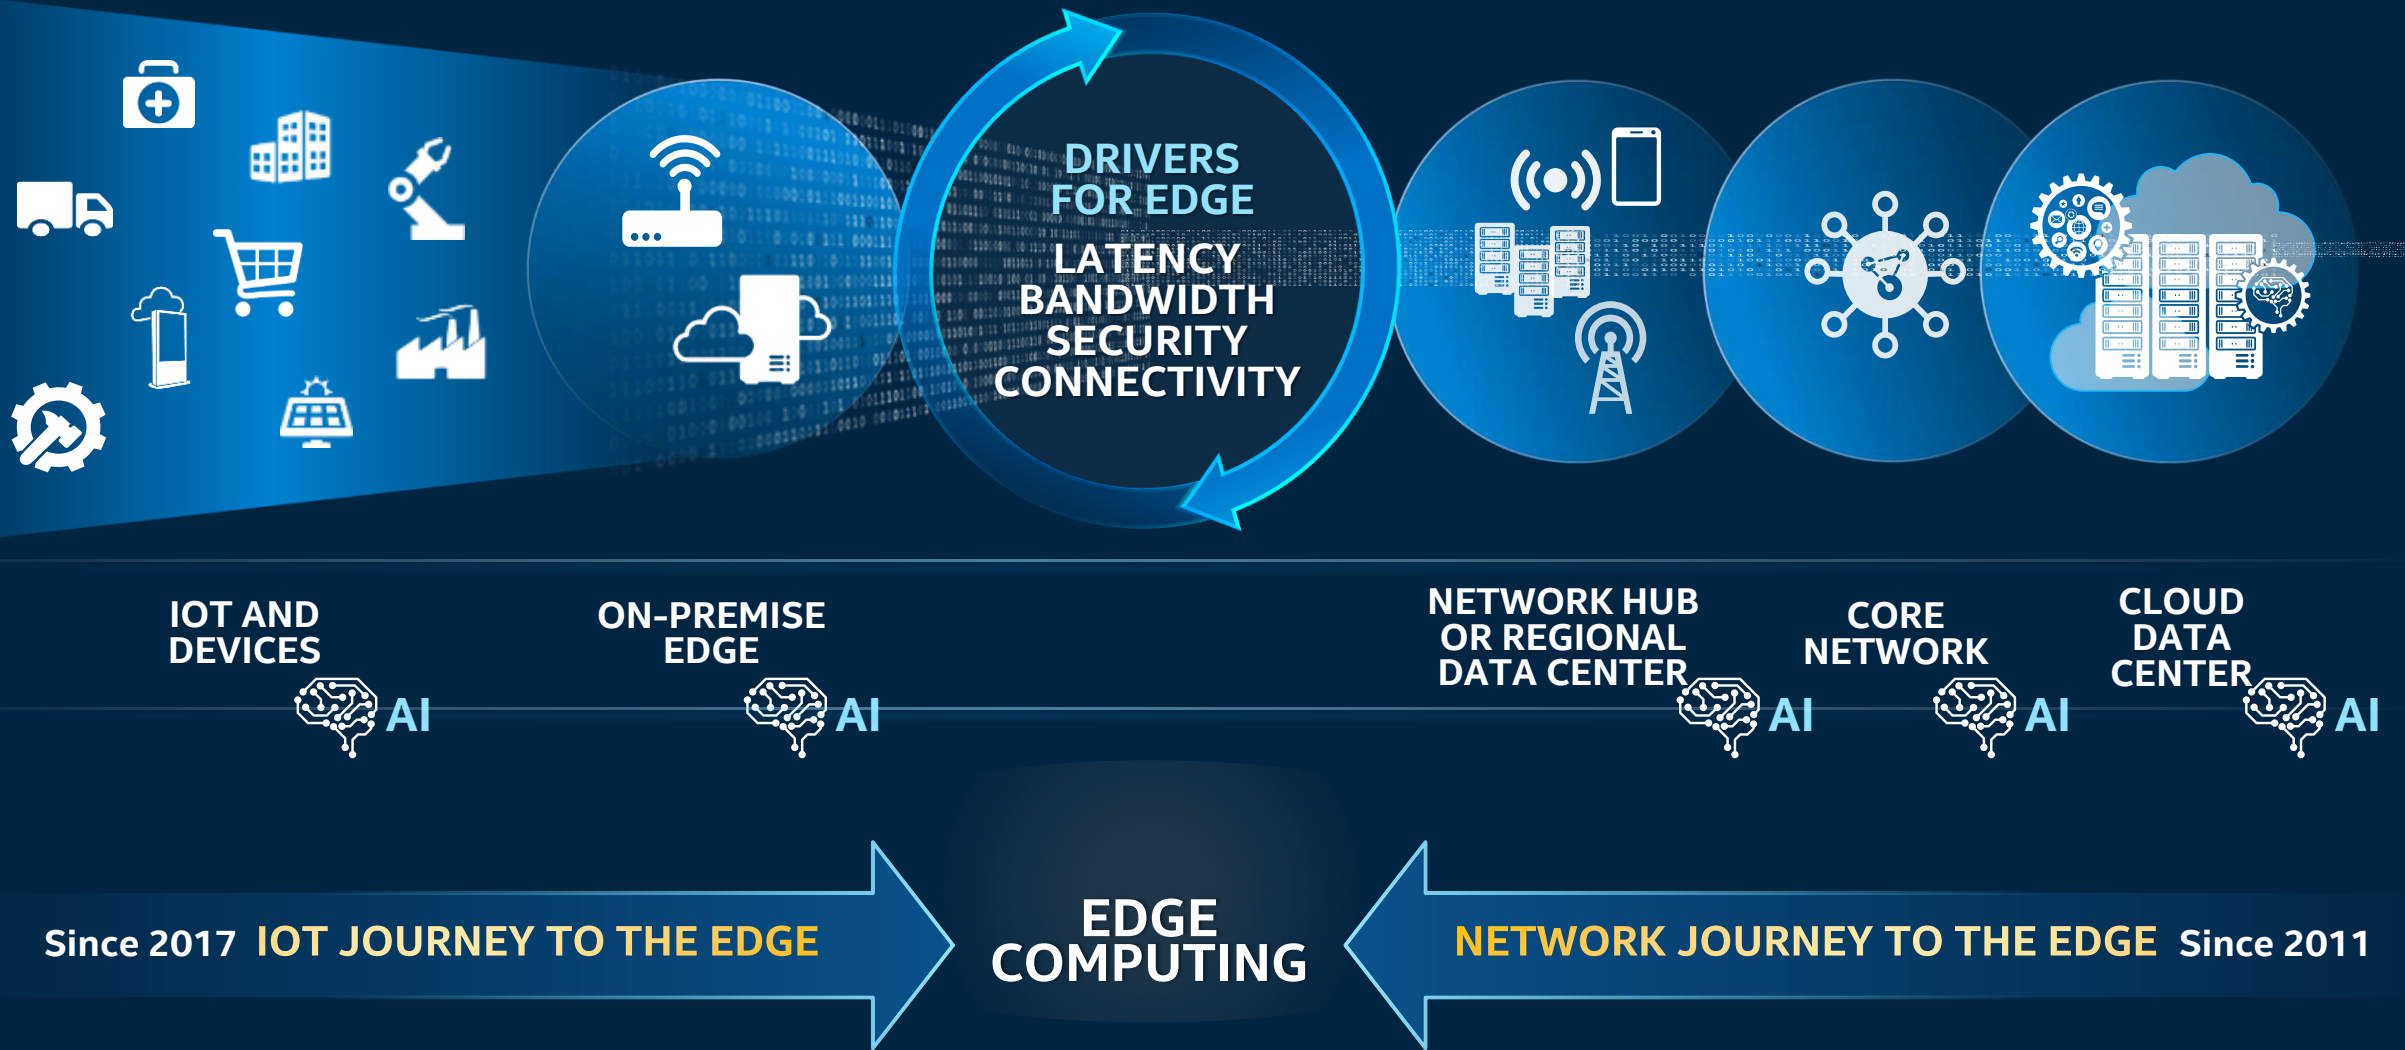 DRIVERS
FOR EDGE
LATENCY
BANDWIDTH
SECURITY
CONNECTIVITY
IOT AND
DEVICES
AI
ON-PREMISE
EDGE
AI
NETWORK HUB
OR REGIONAL
DATA CENTER
AI
CORE
NETWORK
AI
CLOUD
DATA
CENTER
AI
Since 2017 IOT JOURNEY TO THE EDGE
EDGE
COMPUTING
NETWORK JOURNEY TO THE EDGE Since 2011